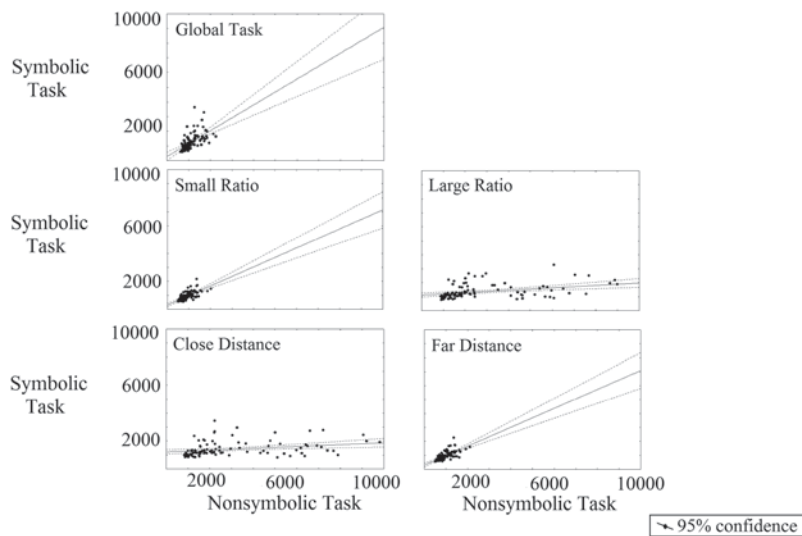 10000
Global Task
Symbolic
Task
6000
2000
10000
Small Ratio
Large Ratio
Symbolic
Task
6000
2000
10000
Close Distance
Far Distance
Symbolic
Task
6000
2000
2000 6000 10000
2000 6000 10000
Nonsymbolic Task
Nonsymbolic Task
95% confidence